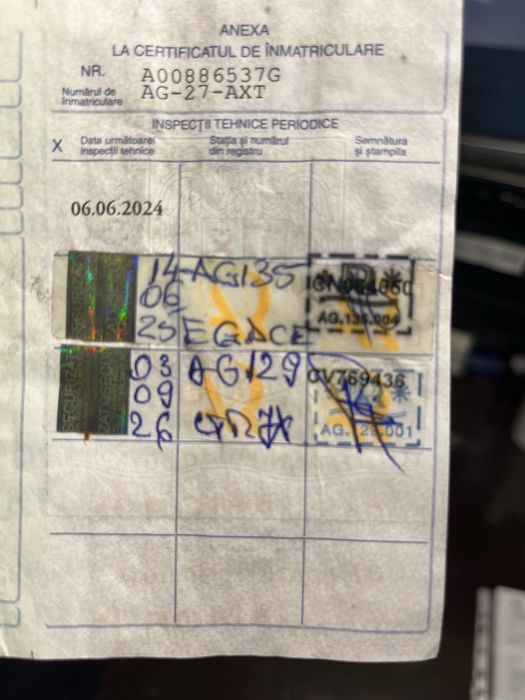 ANEXA
LA CERTIFICATUL DE ÎNMATRICULARE
NR. A00886537G
Numărul de înmatriculare AG-27-AXT
INSPECȚII TEHNICE PERIODICE
X Data următoarei inspecții tehnice Stația și numărul din registru Semnătura și ștampila
06.06.2024
14 AG135
06
25 EGACE
AG.135.004
03 AG129 CV769436
09
26
AG.129.001